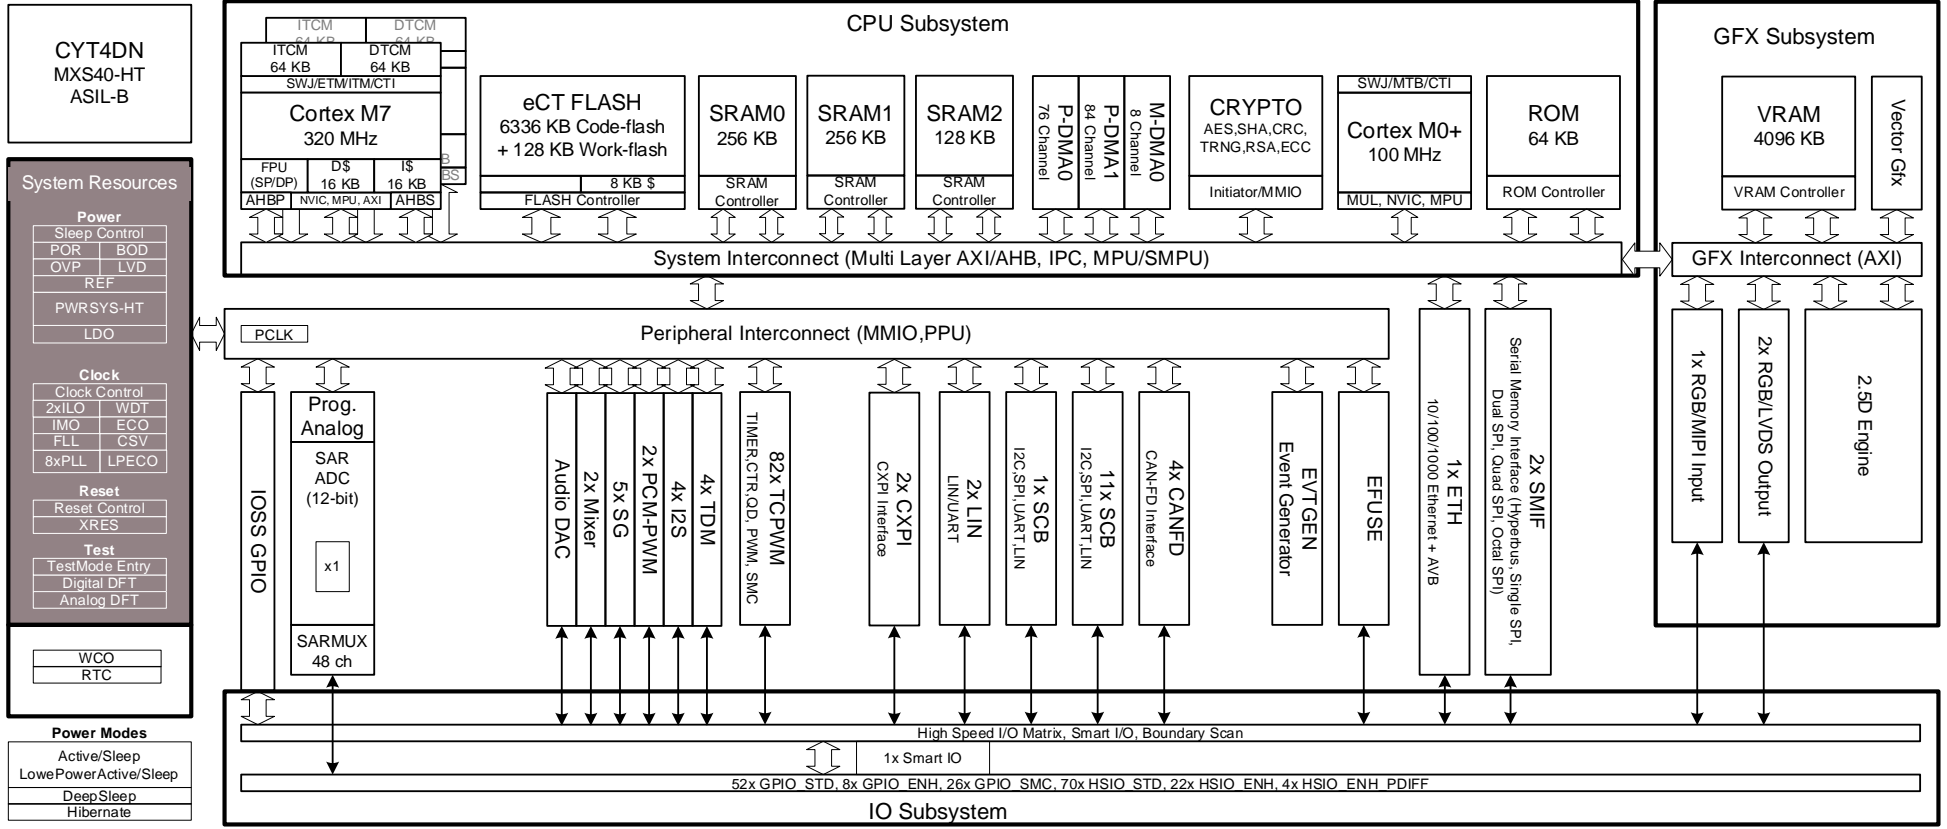 CYT4DN
MXS40-HT
ASIL-B
System Resources
Power
Sleep Control
POR BOD
OVP LVD
REF
PWRSYS-HT
LDO
Clock
Clock Control
2xILO WDT
IMO ECO
FLL CSV
8xPLL LPECO
Reset
Reset Control
XRES
Test
TestMode Entry
Digital DFT
Analog DFT
WCO
RTC
Power Modes
Active/Sleep
LowePowerActive/Sleep
DeepSleep
Hibernate
CPU Subsystem
ITCM
64 KB
DTCM
64 KB
ITCM
64 KB
DTCM
64 KB
SWJ/ETM/ITM/CTI
Cortex M7
320 MHz
FPU
(SP/DP)
D$
16 KB
I$
16 KB
B
BS
AHBP
NVIC, MPU, AXI
AHBS
eCT FLASH
6336 KB Code-flash
+ 128 KB Work-flash
8 KB $
FLASH Controller
SRAM0
256 KB
SRAM
Controller
SRAM1
256 KB
SRAM
Controller
SRAM2
128 KB
SRAM
Controller
P-DMA0
76 Channel
P-DMA1
84 Channel
M-DMA0
8 Channel
CRYPTO
AES,SHA,CRC,
TRNG,RSA,ECC
Initiator/MMIO
SWJ/MTB/CTI
Cortex M0+
100 MHz
MUL, NVIC, MPU
ROM
64 KB
ROM Controller
System Interconnect (Multi Layer AXI/AHB, IPC, MPU/SMPU)
GFX Subsystem
VRAM
4096 KB
VRAM Controller
Vector Gfx
GFX Interconnect (AXI)
1x RGB/MIPI Input
2x RGB/LVDS Output
2.5D Engine
PCLK
Peripheral Interconnect (MMIO,PPU)
IOSS GPIO
Prog.
Analog
SAR
ADC
(12-bit)
x1
SARMUX
48 ch
Audio DAC
2x Mixer
5x SG
2x PCM-PWM
4x I2S
4x TDM
82x TCPWM
TIMER,CTR,QD, PWM, SMC
2x CXPI
CXPI Interface
2x LIN
LIN/UART
1x SCB
I2C,SPI,UART,LIN
11x SCB
I2C,SPI,UART,LIN
4x CANFD
CAN-FD Interface
EVTGEN
Event Generator
EFUSE
1x ETH
10/100/1000 Ethernet + AVB
2x SMIF
Serial Memory Interface (Hyperbus, Single SPI,
Dual SPI, Quad SPI, Octal SPI)
High Speed I/O Matrix, Smart I/O, Boundary Scan
1x Smart IO
52x GPIO_STD, 8x GPIO_ENH, 26x GPIO_SMC, 70x HSIO_STD, 22x HSIO_ENH, 4x HSIO_ENH_PDIFF
IO Subsystem